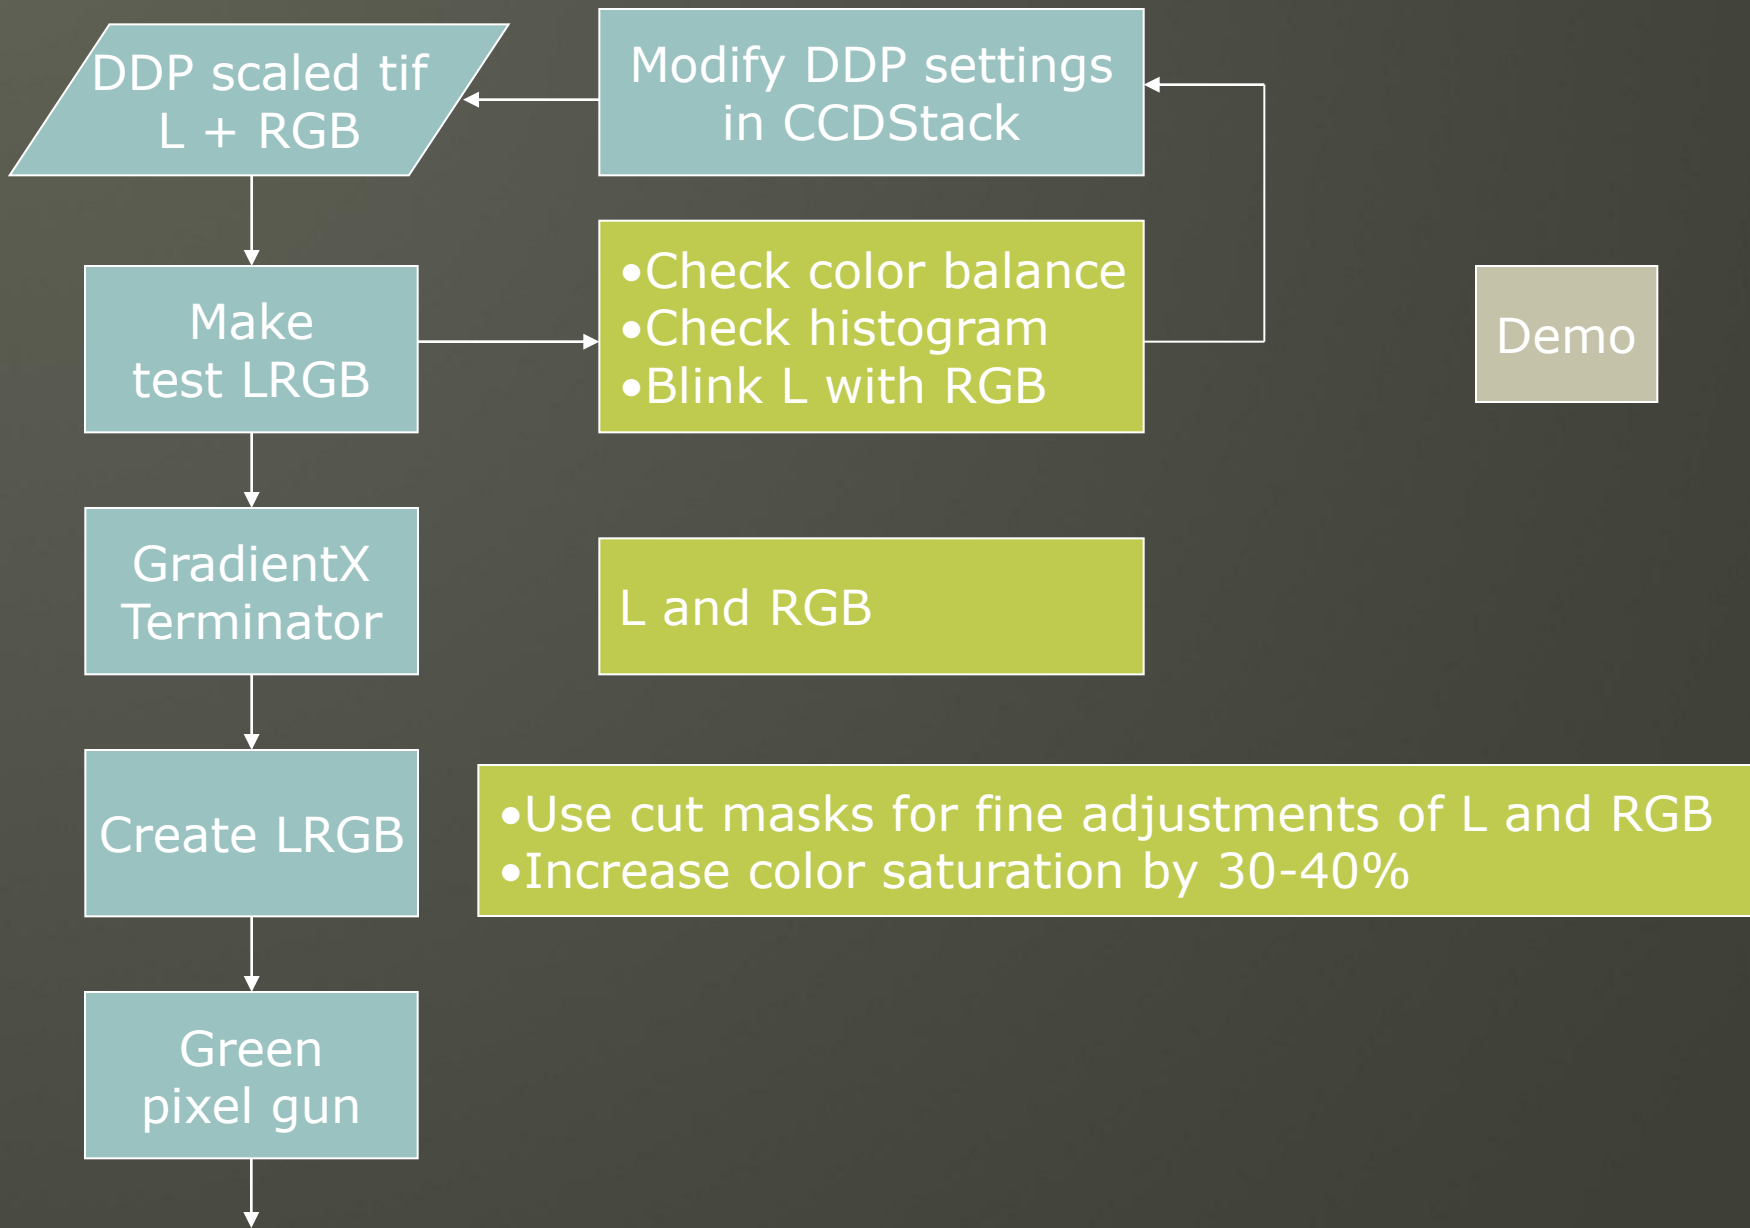 DDP scaled tif
L + RGB
Modify DDP settings
in CCDStack
Make
test LRGB
•Check color balance
•Check histogram
•Blink L with RGB
Demo
GradientX
Terminator
L and RGB
Create LRGB
•Use cut masks for fine adjustments of L and RGB
•Increase color saturation by 30-40%
Green
pixel gun